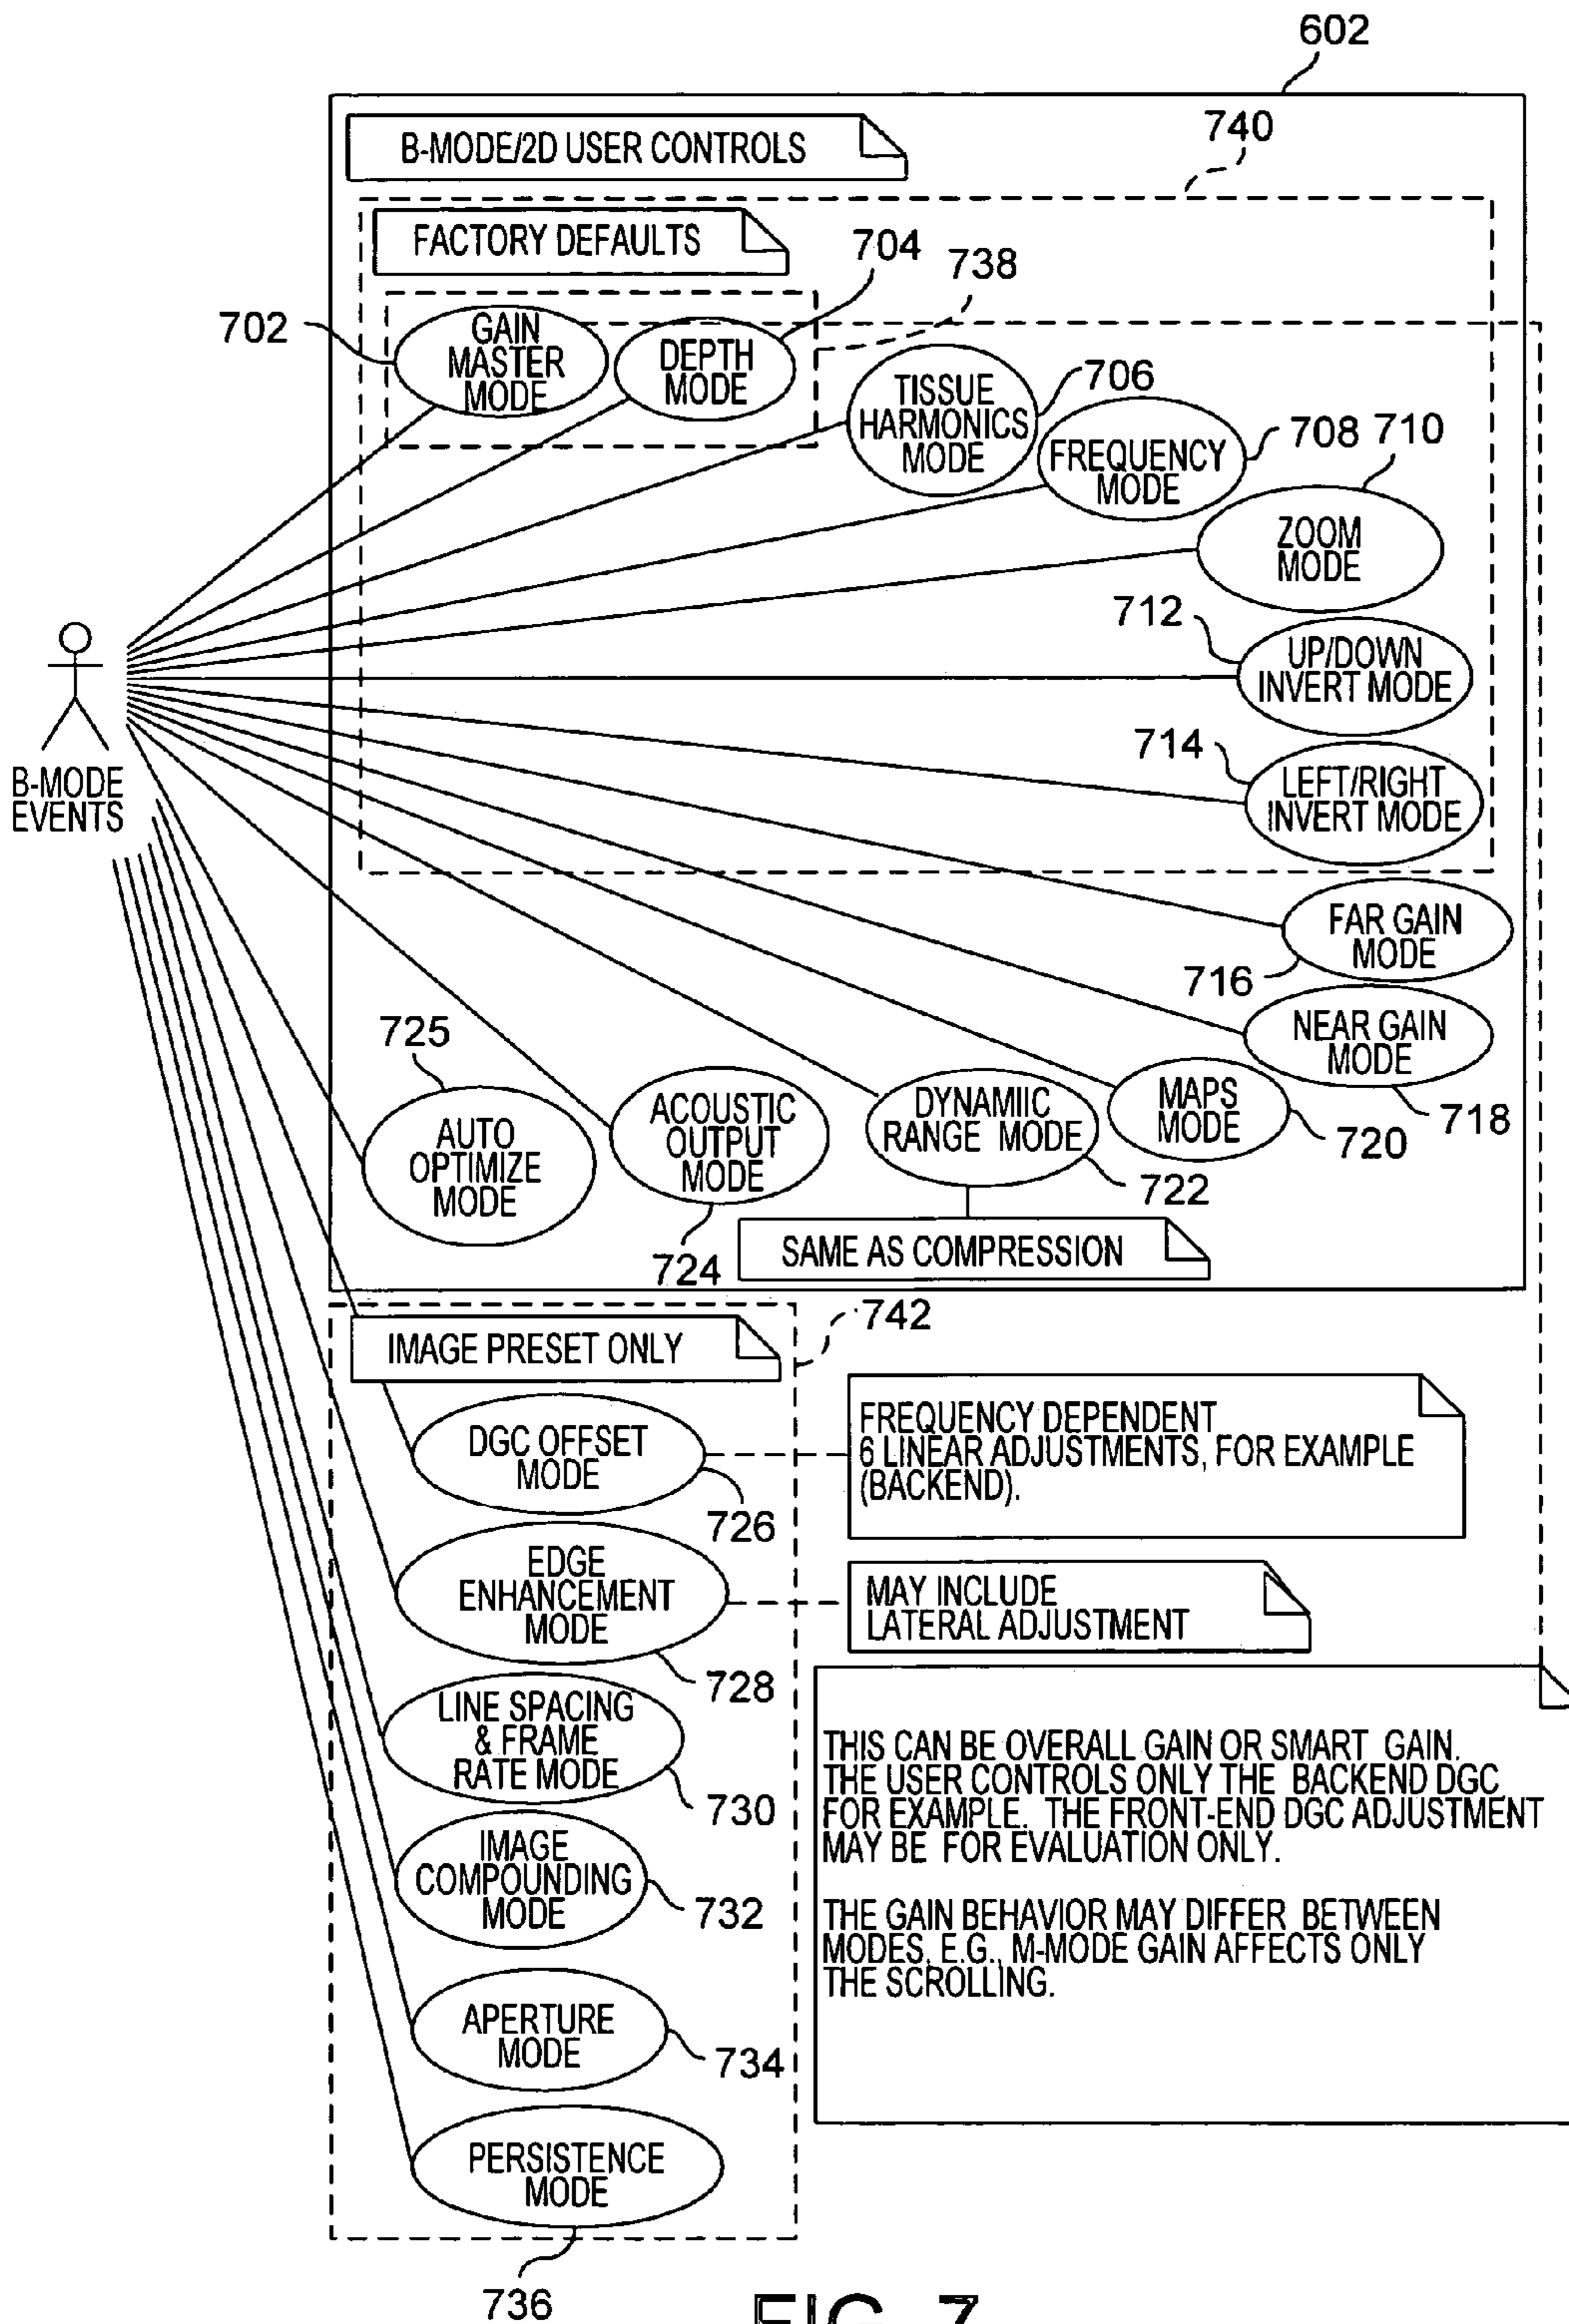 602
B-MODE/2D USER CONTROLS
740
FACTORY DEFAULTS
704
738
702
GAIN
MASTER
MODE
DEPTH
MODE
TISSUE
HARMONICS
MODE
706
FREQUENCY
MODE
708
710
ZOOM
MODE
712
UP/DOWN
INVERT MODE
714
LEFT/RIGHT
INVERT MODE
B-MODE
EVENTS
FAR GAIN
MODE
716
NEAR GAIN
MODE
718
725
AUTO
OPTIMIZE
MODE
ACOUSTIC
OUTPUT
MODE
724
DYNAMIIC
RANGE MODE
722
MAPS
MODE
720
SAME AS COMPRESSION
742
IMAGE PRESET ONLY
DGC OFFSET
MODE
726
FREQUENCY DEPENDENT
6 LINEAR ADJUSTMENTS, FOR EXAMPLE
(BACKEND).
EDGE
ENHANCEMENT
MODE
728
MAY INCLUDE
LATERAL ADJUSTMENT
LINE SPACING
& FRAME
RATE MODE
730
THIS CAN BE OVERALL GAIN OR SMART GAIN.
THE USER CONTROLS ONLY THE BACKEND DGC
FOR EXAMPLE. THE FRONT-END DGC ADJUSTMENT
MAY BE FOR EVALUATION ONLY.
THE GAIN BEHAVIOR MAY DIFFER BETWEEN
MODES, E.G., M-MODE GAIN AFFECTS ONLY
THE SCROLLING.
IMAGE
COMPOUNDING
MODE
732
APERTURE
MODE
734
PERSISTENCE
MODE
736
FIG. 7